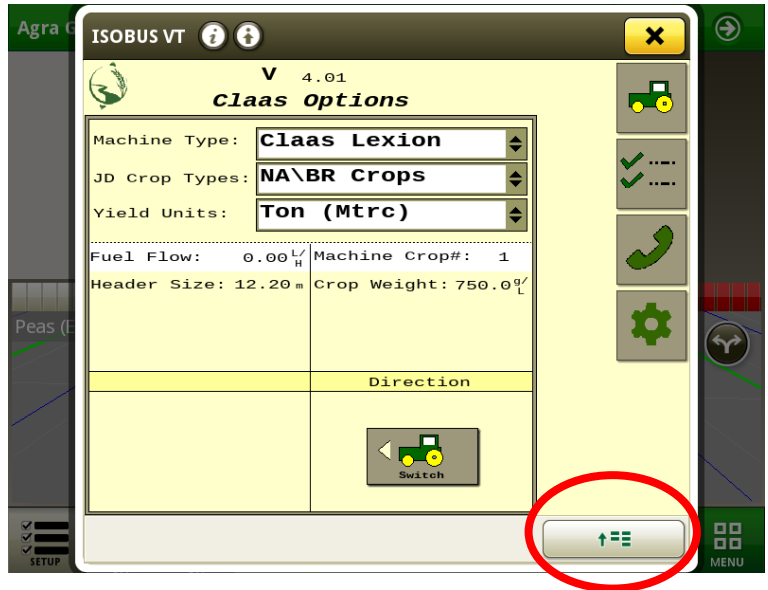 Agra G
ISOBUS VT
V 4.01
Claas Options
Machine Type: Claas Lexion
JD Crop Types: NA\BR Crops
Yield Units: Ton (Mtrc)
Fuel Flow: 0.00 L/H Machine Crop#: 1
Header Size: 12.20 m Crop Weight: 750.0 g/L
Direction
Switch
Peas (E
SETUP
MENU